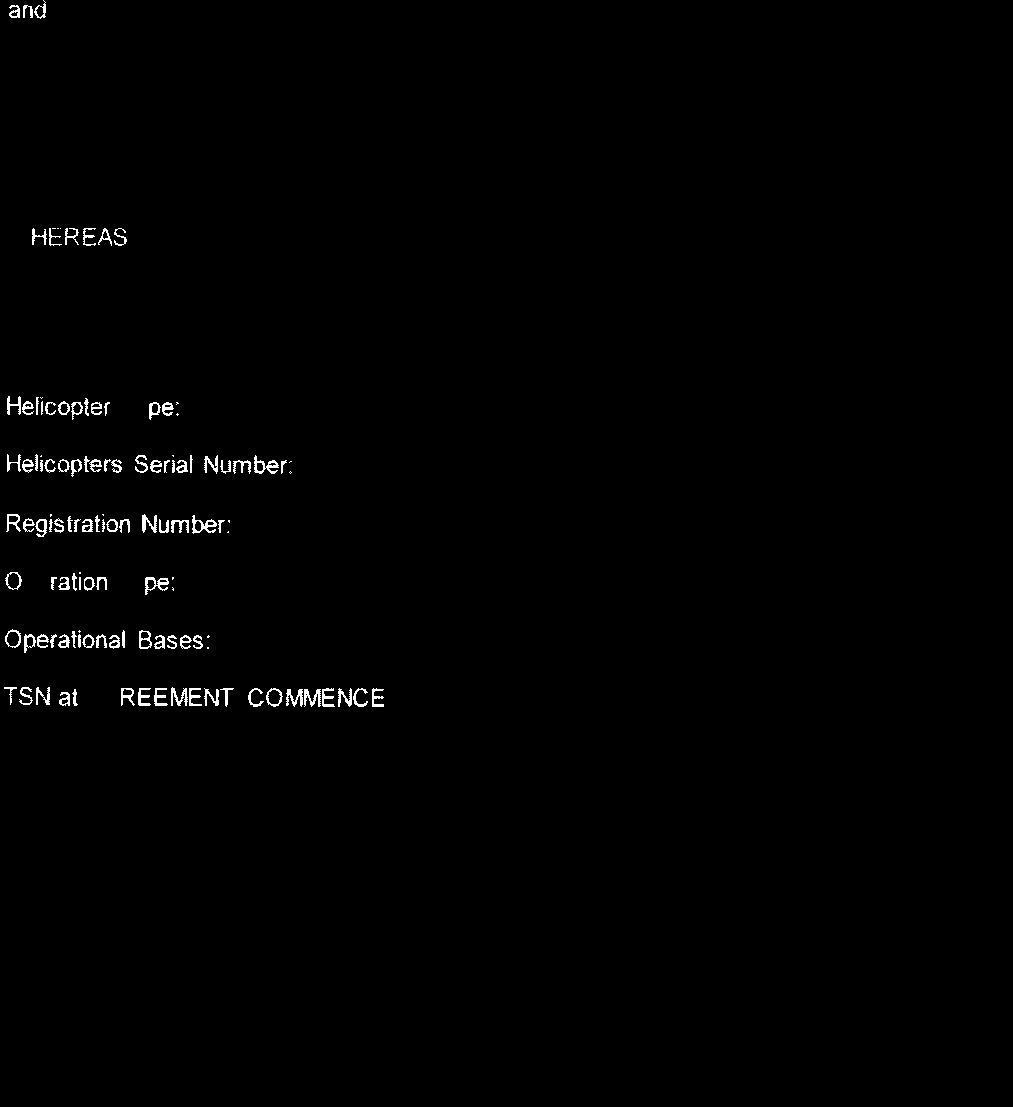 and
HEREAS
Helicopter pe:
Helicopters Serial Number:
Registration Number:
O ration pe:
Operational Bases:
TSN at REEMENT COMMENCE